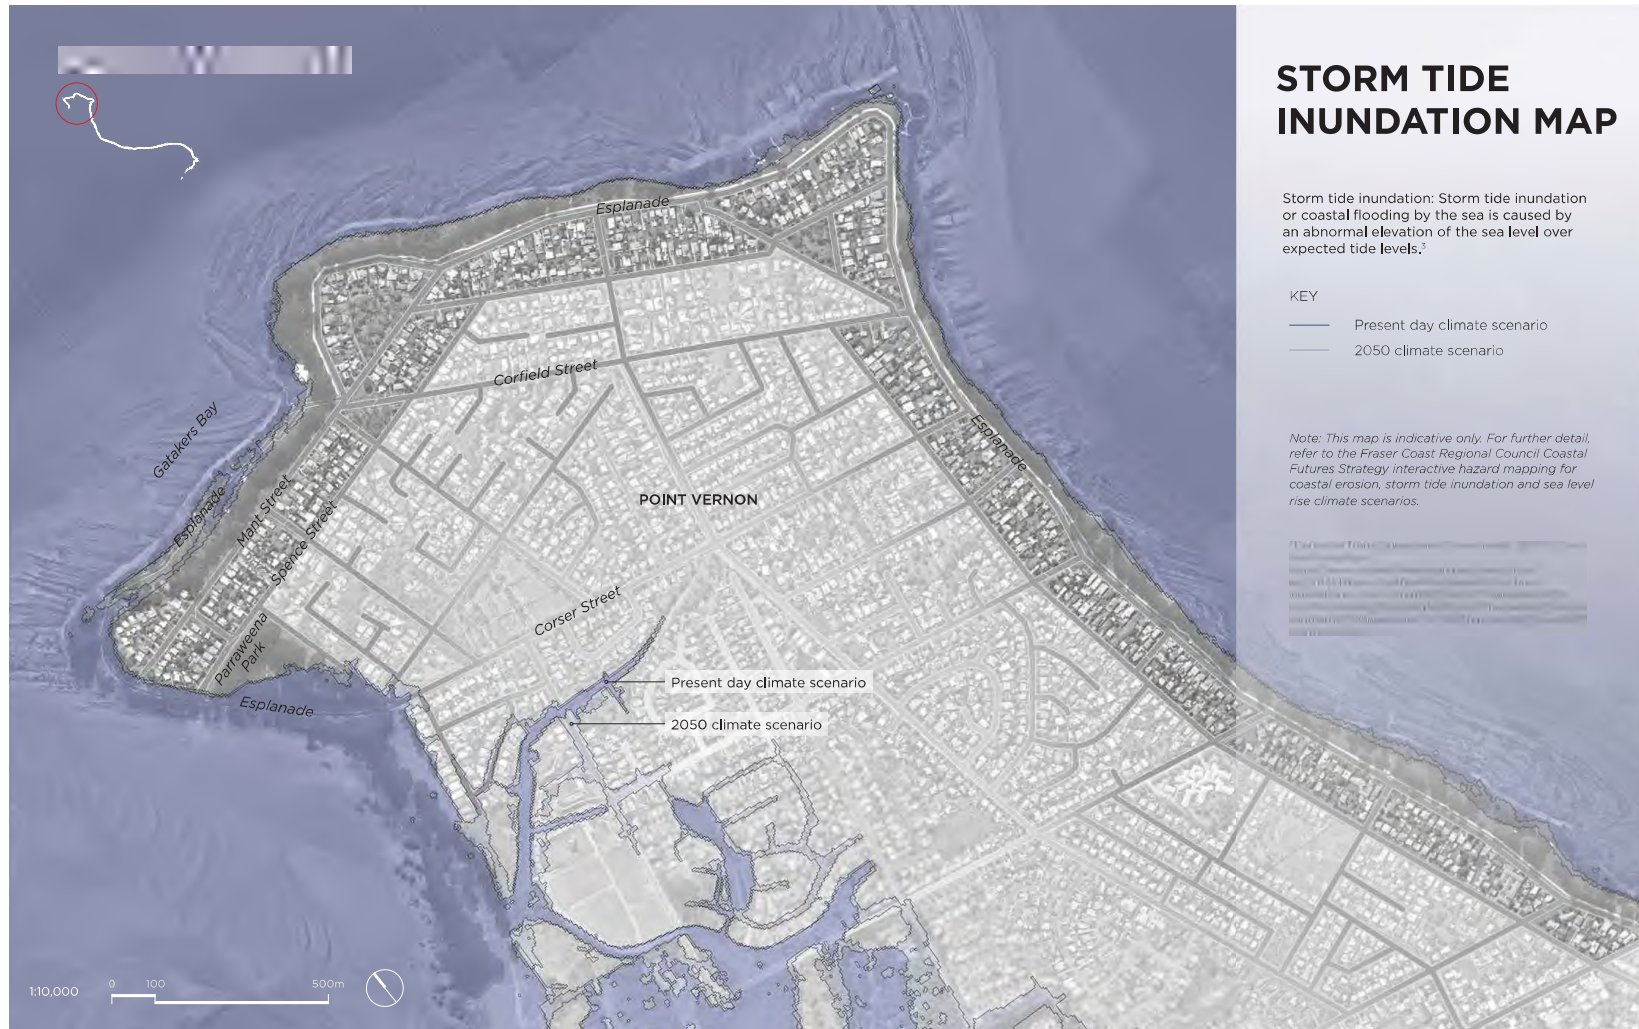 STORM TIDE
INUNDATION MAP
Storm tide inundation: Storm tide inundation
or coastal flooding by the sea is caused by
an abnormal elevation of the sea level over
expected tide levels.³
KEY
Present day climate scenario
2050 climate scenario
Note: This map is indicative only. For further detail,
refer to the Fraser Coast Regional Council Coastal
Futures Strategy interactive hazard mapping for
coastal erosion, storm tide inundation and sea level
rise climate scenarios.
Esplanade
Corfield Street
Gatakers Bay
Esplanade
Mant Street
Spence Street
Esplanade
POINT VERNON
Corser Street
Parraweena
Park
Esplanade
Present day climate scenario
2050 climate scenario
1:10,000
0 100 500m